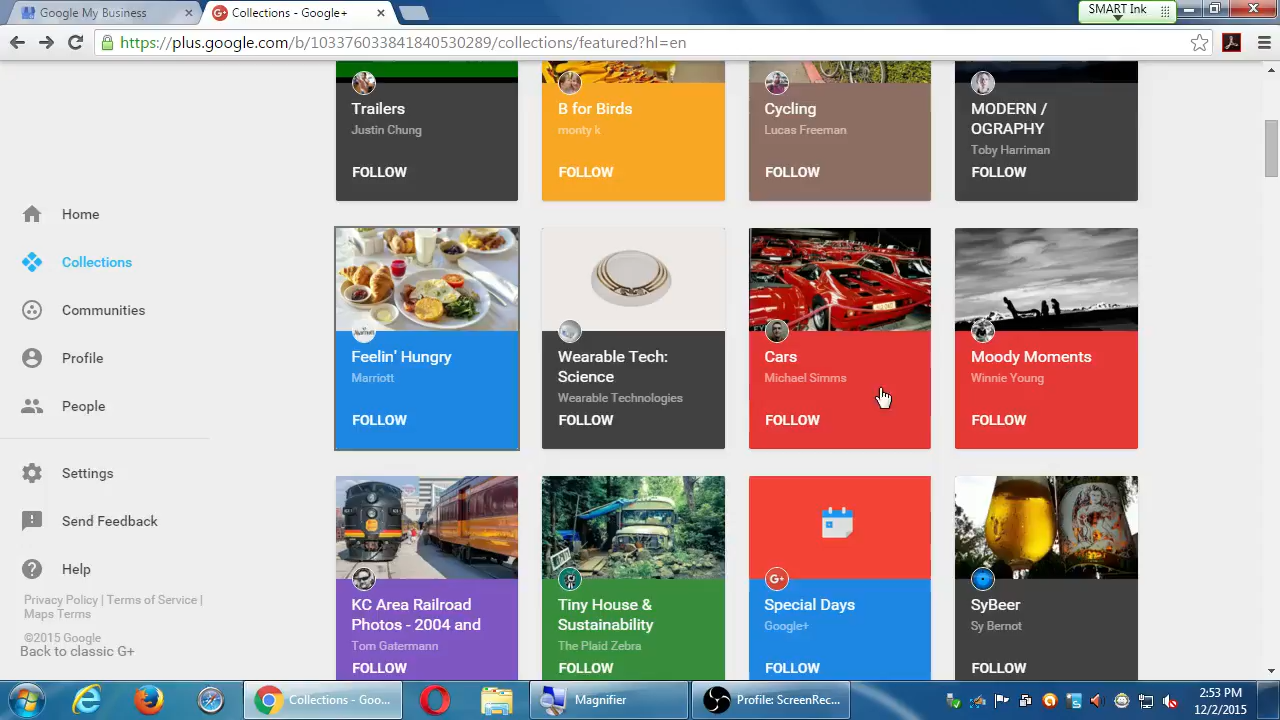 Google My Business
Collections - Google+
SMART Ink
https://plus.google.com/b/103376033841840530289/collections/featured?hl=en
Home
Collections
Communities
Profile
People
Settings
Send Feedback
Help
Privacy Policy | Terms of Service |
Maps Terms
©2015 Google
Back to classic G+
Trailers
Justin Chung
FOLLOW
B for Birds
monty k
FOLLOW
Cycling
Lucas Freeman
FOLLOW
MODERN /
OGRAPHY
Toby Harriman
FOLLOW
Feelin' Hungry
Marriott
FOLLOW
Wearable Tech:
Science
Wearable Technologies
FOLLOW
Cars
Michael Simms
FOLLOW
Moody Moments
Winnie Young
FOLLOW
KC Area Railroad
Photos - 2004 and
Tom Gatermann
FOLLOW
Tiny House &
Sustainability
The Plaid Zebra
FOLLOW
Special Days
Google+
FOLLOW
SyBeer
Sy Bernot
FOLLOW
Collections - Goo...
Magnifier
Profile: ScreenRec...
2:53 PM
12/2/2015